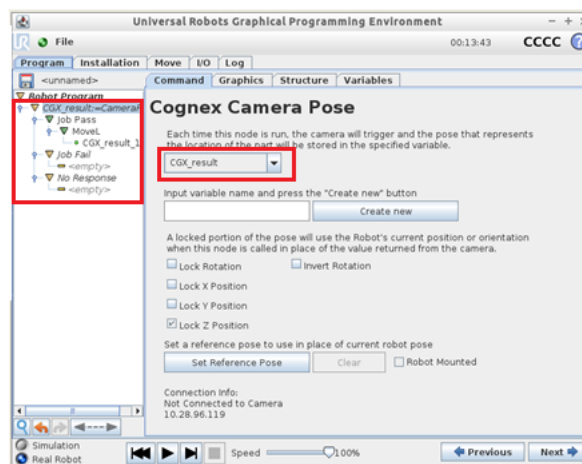 Universal Robots Graphical Programming Environment
File
00:13:43
CCCC
?
Program Installation Move I/O Log
<unnamed>
Command Graphics Structure Variables
Robot Program
CGX_result:=Camera
Job Pass
MoveL
CGX_result_1
Job Fail
<empty>
No Response
<empty>
Cognex Camera Pose
Each time this node is run, the camera will trigger and the pose that represents
the location of the part will be stored in the specified variable.
CGX_result
Input variable name and press the "Create new" button
Create new
A locked portion of the pose will use the Robot's current position or orientation
when this node is called in place of the value returned from the camera.
Lock Rotation Invert Rotation
Lock X Position
Lock Y Position
Lock Z Position
Set a reference pose to use in place of current robot pose
Set Reference Pose Clear Robot Mounted
Connection Info:
Not Connected to Camera
10.28.96.119
Simulation
Real Robot
Speed 100%
Previous Next